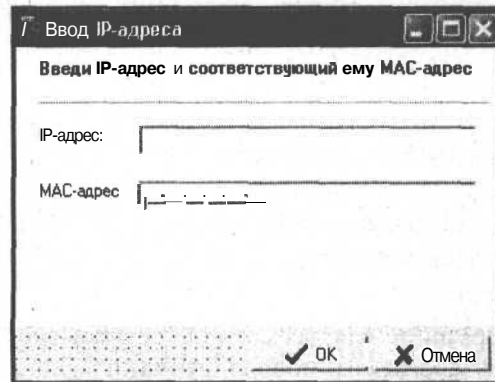 Ввод IP-адреса
Введи IP-адрес и соответствующий ему MAC-адрес
IP-адрес:
MAC-адрес
OK
Отмена